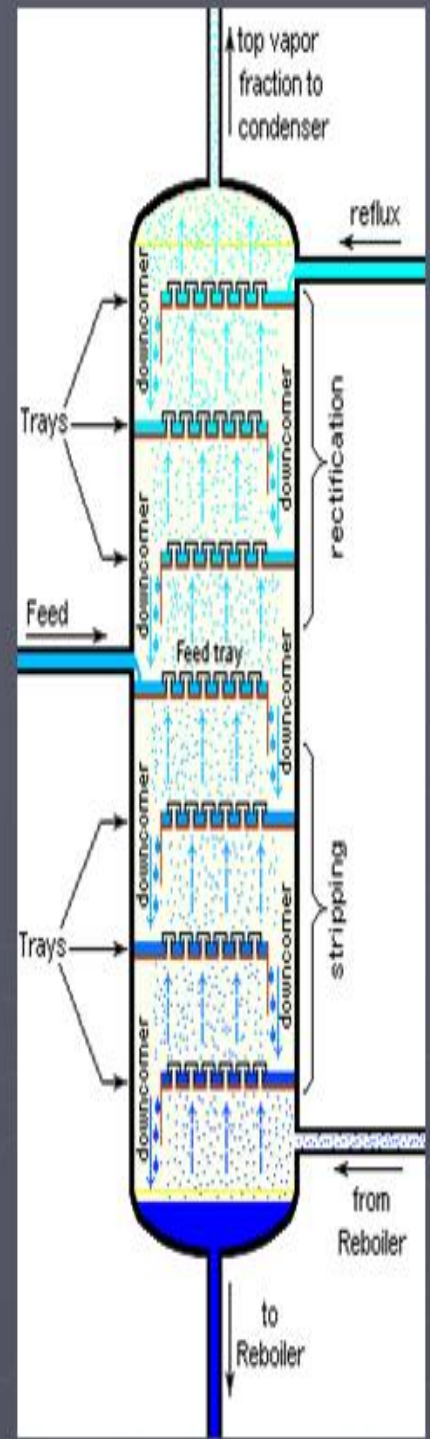 top vapor
fraction to
condenser
reflux
downcomer
Trays
downcomer
rectification
downcomer
Feed
Feed tray
downcomer
downcomer
stripping
Trays
downcomer
downcomer
from
Reboiler
to
Reboiler